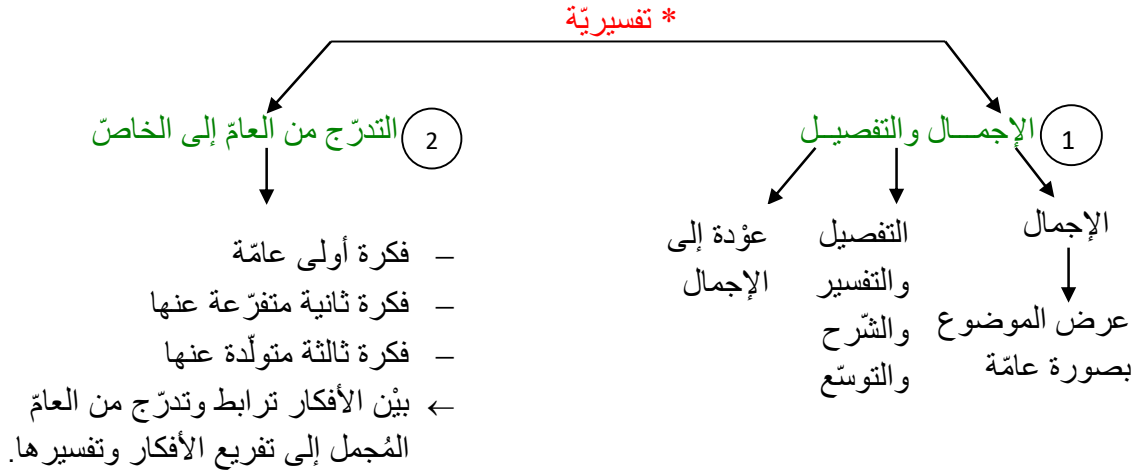 * تفسيريّة
1 الإجمـــال والتفصيــل
الإجمال
عرض الموضوع
بصورة عامّة
التفصيل
والتفسير
والشّرح
والتوسّع
عوْدة إلى
الإجمال
2 التدرّج من العامّ إلى الخاصّ
– فكرة أولى عامّة
– فكرة ثانية متفرّعة عنها
– فكرة ثالثة متولّدة عنها
← بيْن الأفكار ترابط وتدرّج من العامّ
المُجمل إلى تفريع الأفكار وتفسيرها.